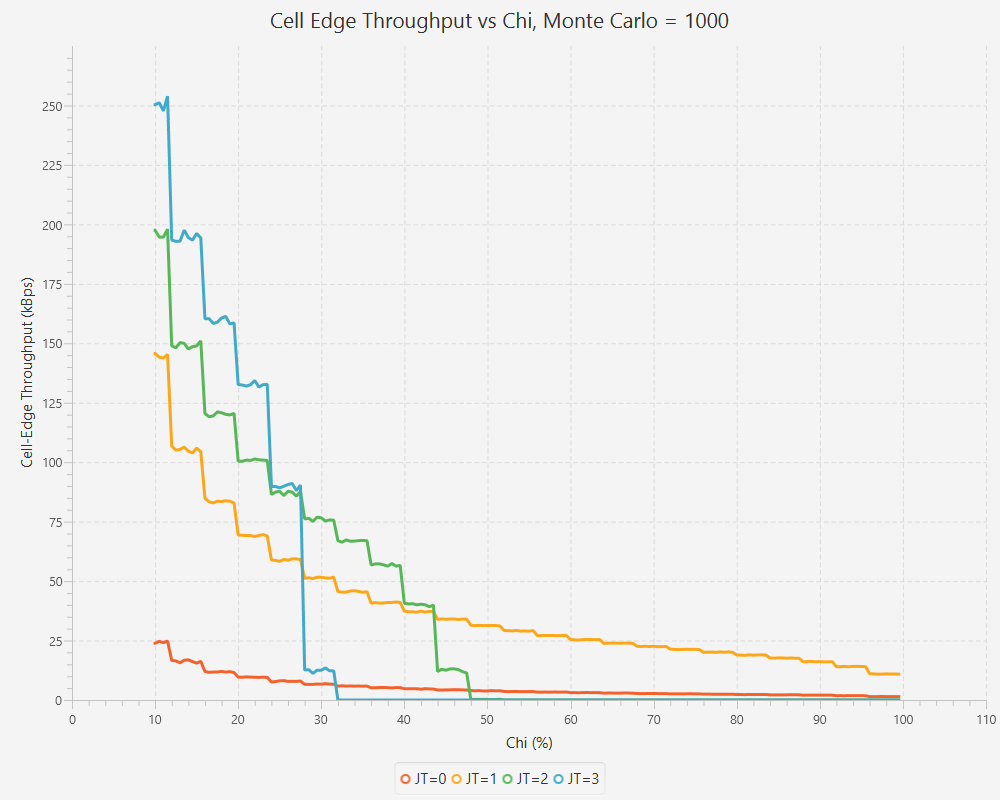 Cell Edge Throughput vs Chi, Monte Carlo = 1000
Cell-Edge Throughput (kBps)
250
225
200
175
150
125
100
75
50
25
0
0 10 20 30 40 50 60 70 80 90 100 110
Chi (%)
JT=0 JT=1 JT=2 JT=3